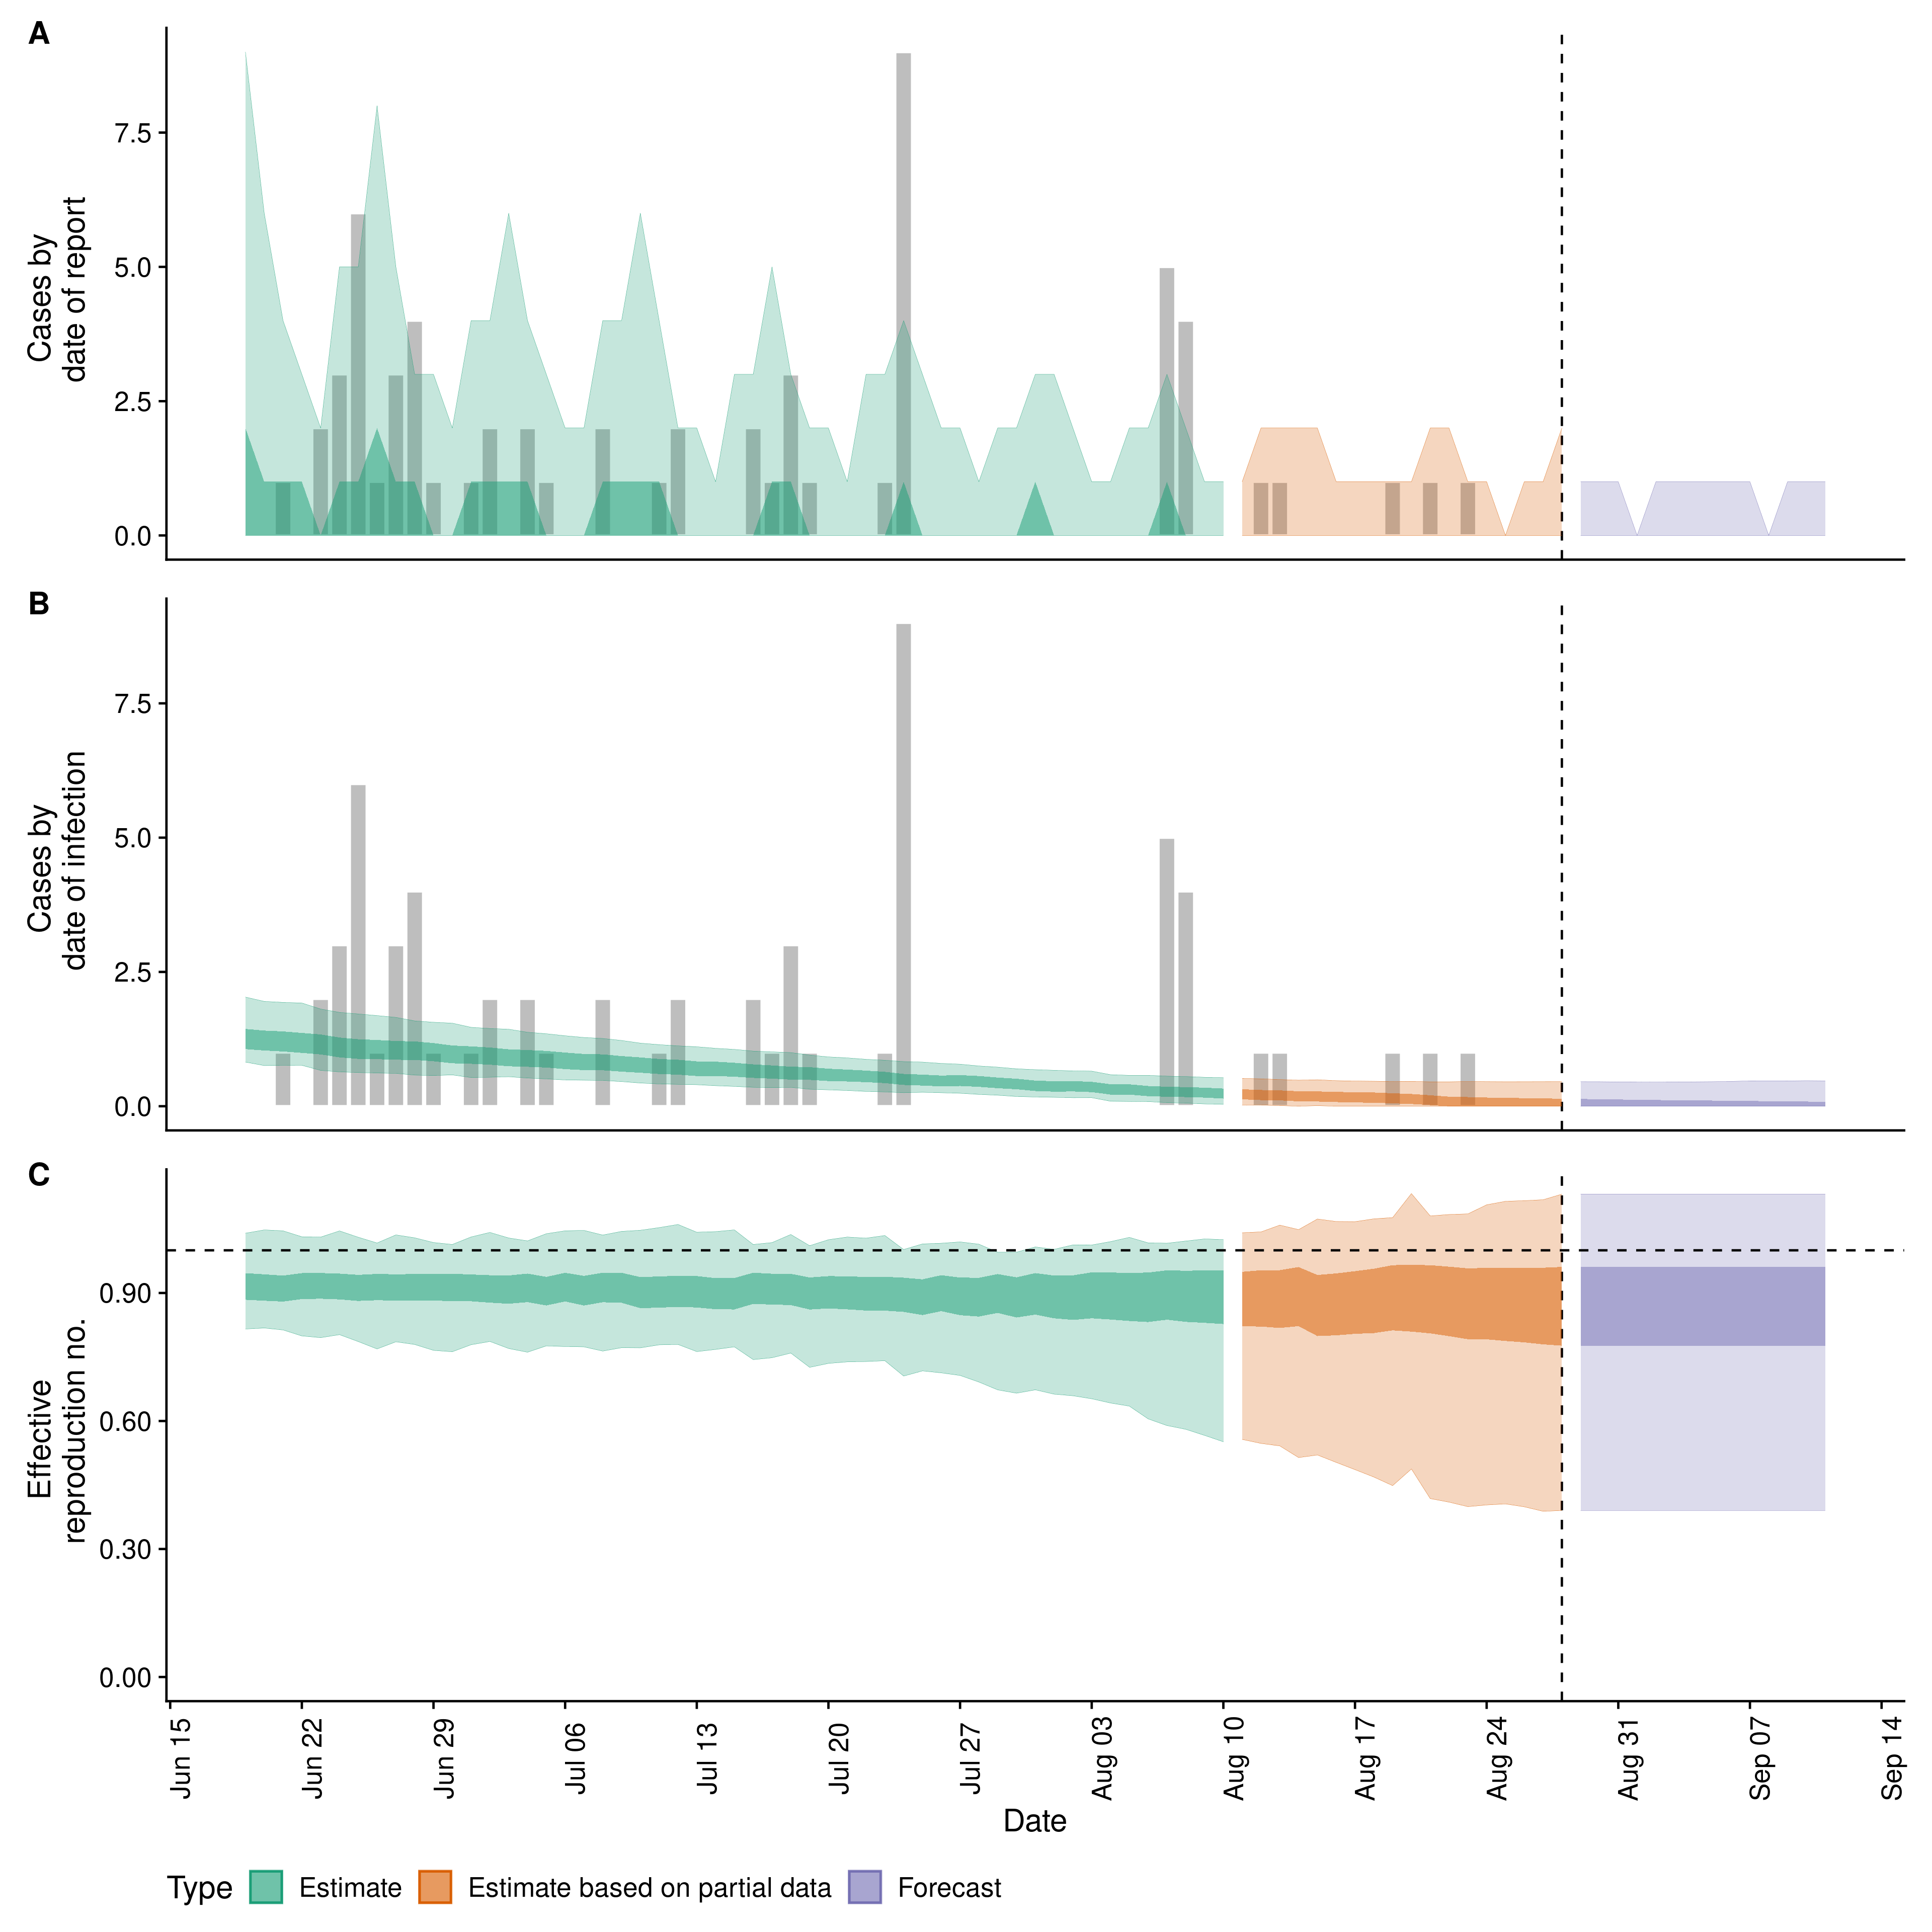 A
Cases by
date of report
7.5
5.0
2.5
0.0
B
Cases by
date of infection
7.5
5.0
2.5
0.0
C
Effective
reproduction no.
0.90
0.60
0.30
0.00
Jun 15
Jun 22
Jun 29
Jul 06
Jul 13
Jul 20
Jul 27
Aug 03
Aug 10
Aug 17
Aug 24
Aug 31
Sep 07
Sep 14
Date
Type Estimate Estimate based on partial data Forecast